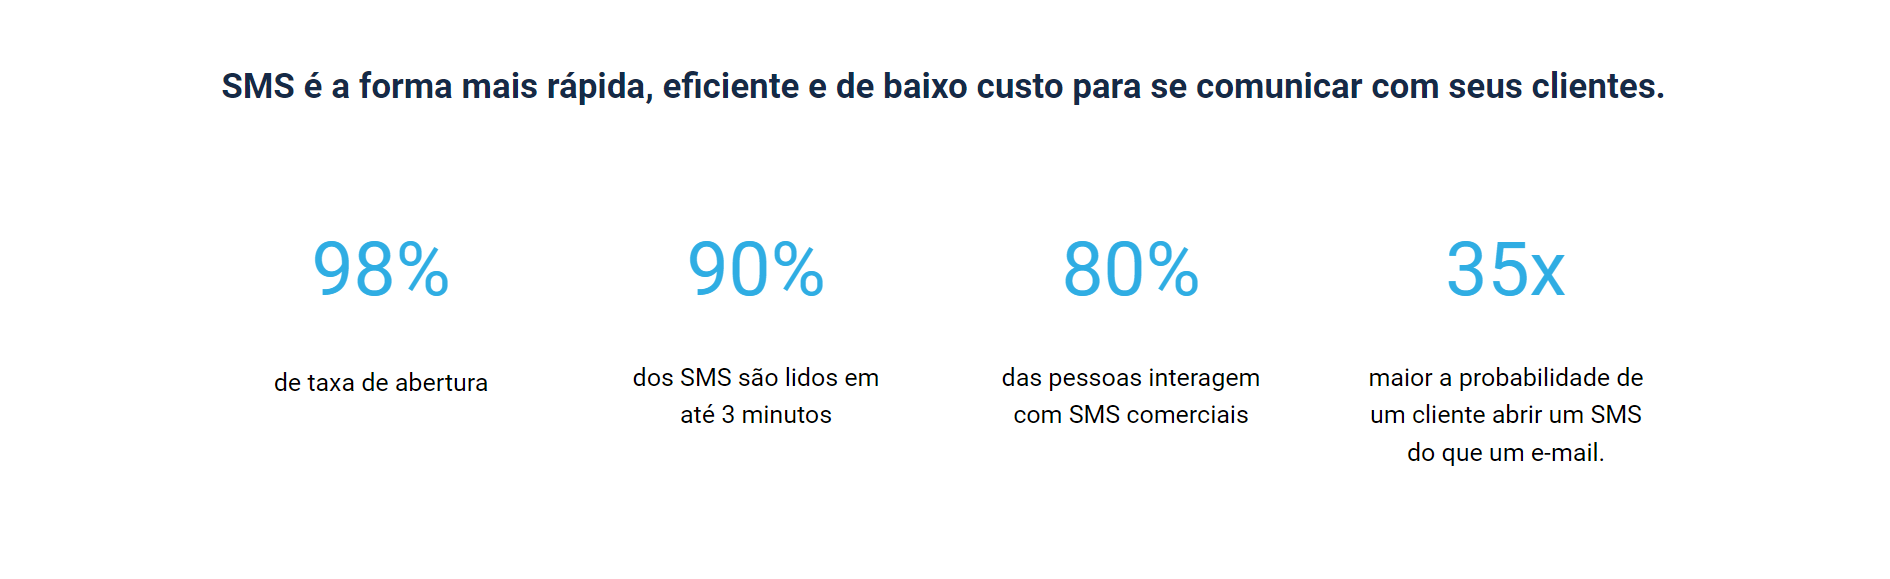 SMS é a forma mais rápida, eficiente e de baixo custo para se comunicar com seus clientes.
98%
de taxa de abertura
90%
dos SMS são lidos em
até 3 minutos
80%
das pessoas interagem
com SMS comerciais
35x
maior a probabilidade de
um cliente abrir um SMS
do que um e-mail.